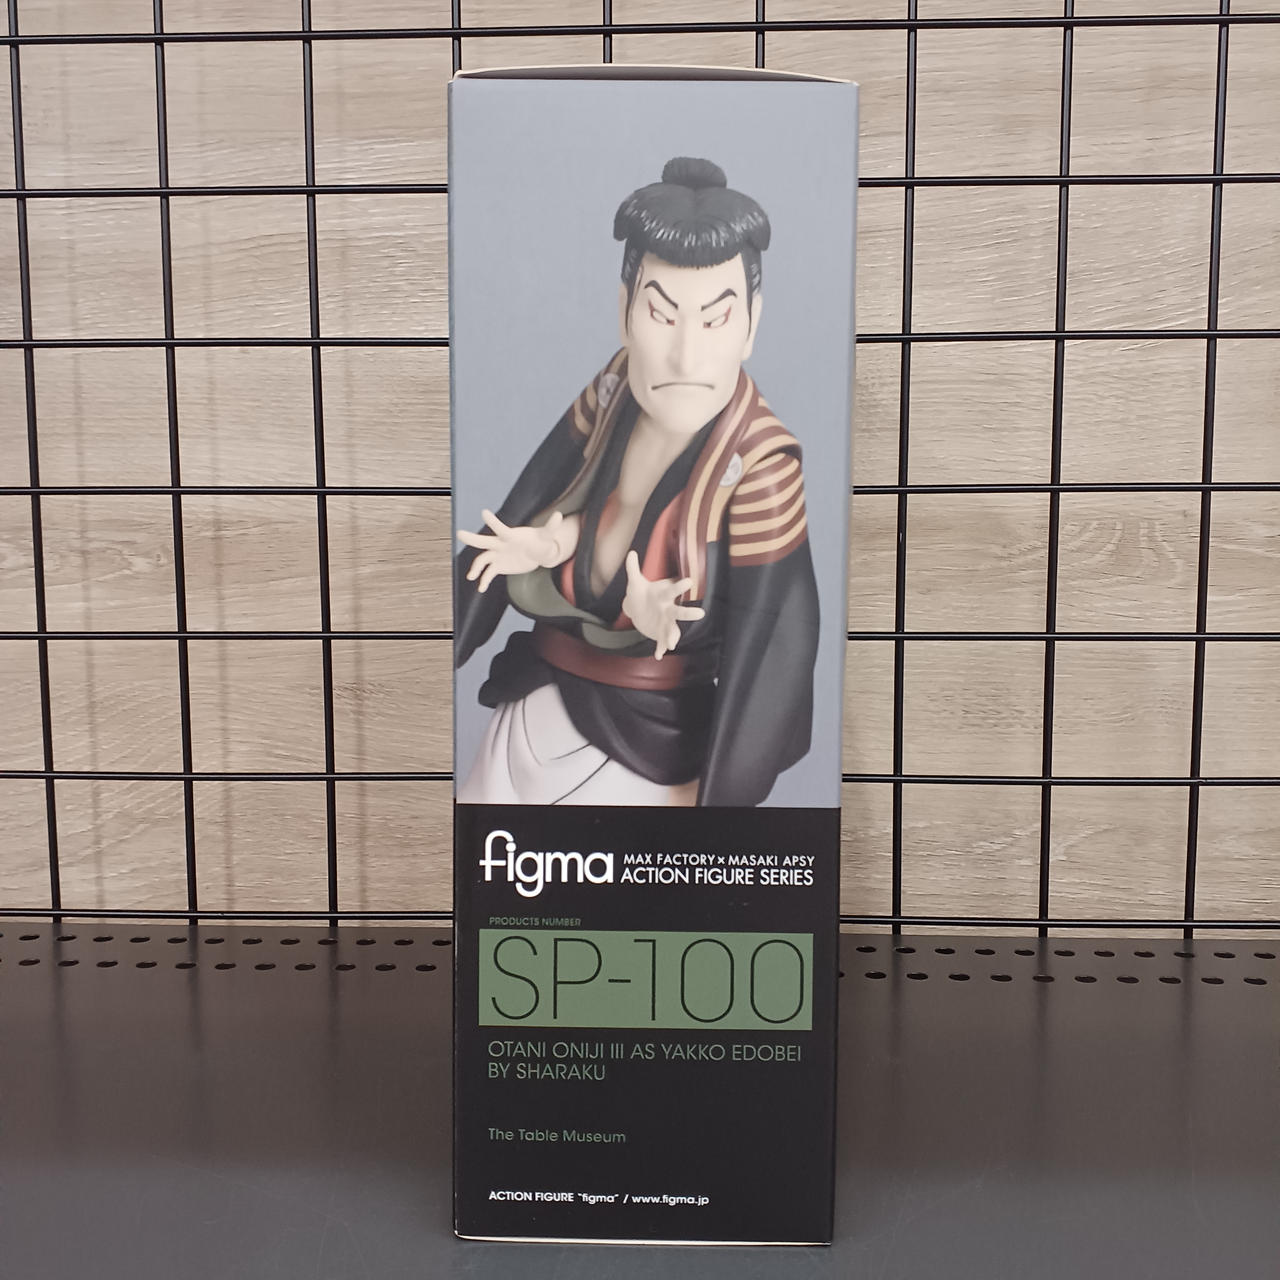 figma MAX FACTORY × MASAKI APSY
ACTION FIGURE SERIES
PRODUCTS NUMBER
SP-100
OTANI ONIJI III AS YAKKO EDOBEI
BY SHARAKU
The Table Museum
ACTION FIGURE "figma" / www.figma.jp